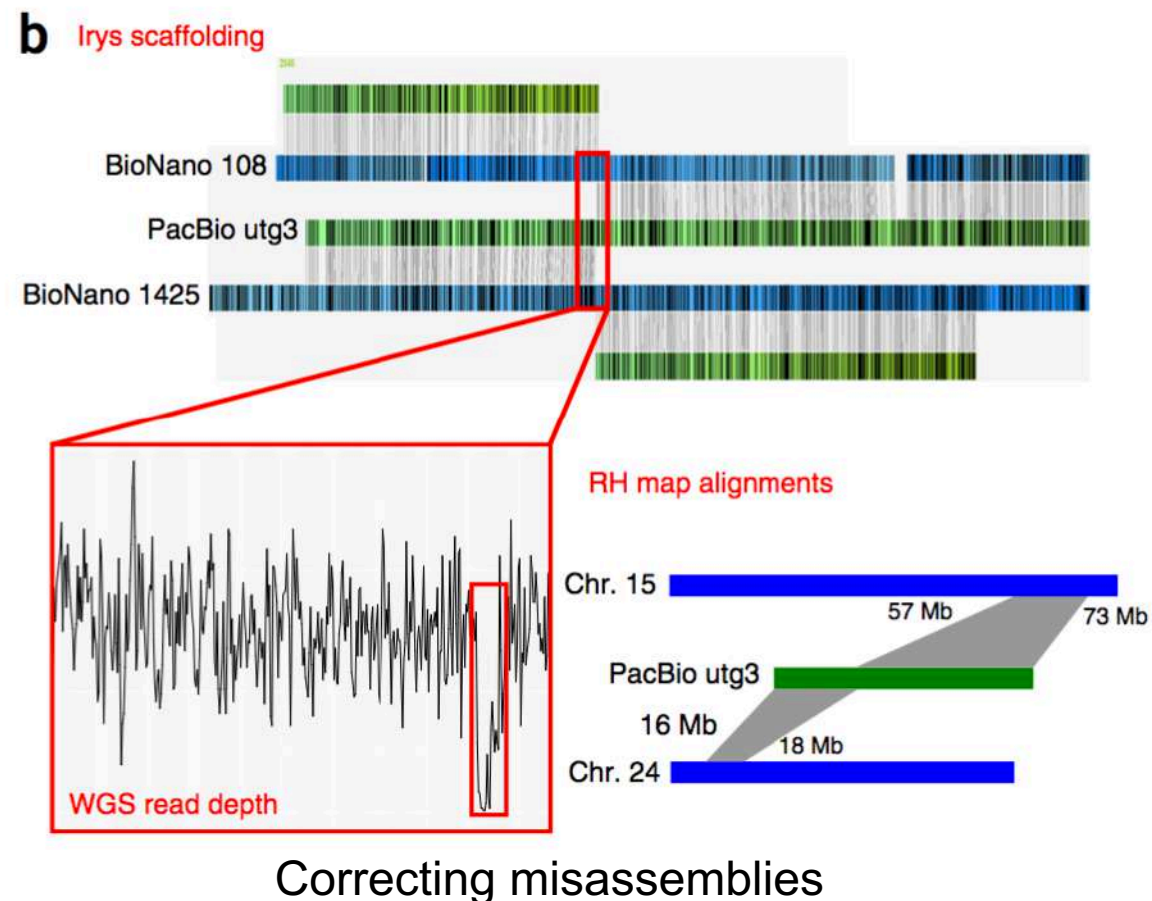 b
Irys scaffolding
BioNano 108
PacBio utg3
BioNano 1425
RH map alignments
Chr. 15
57 Mb
73 Mb
PacBio utg3
16 Mb
18 Mb
Chr. 24
WGS read depth
Correcting misassemblies